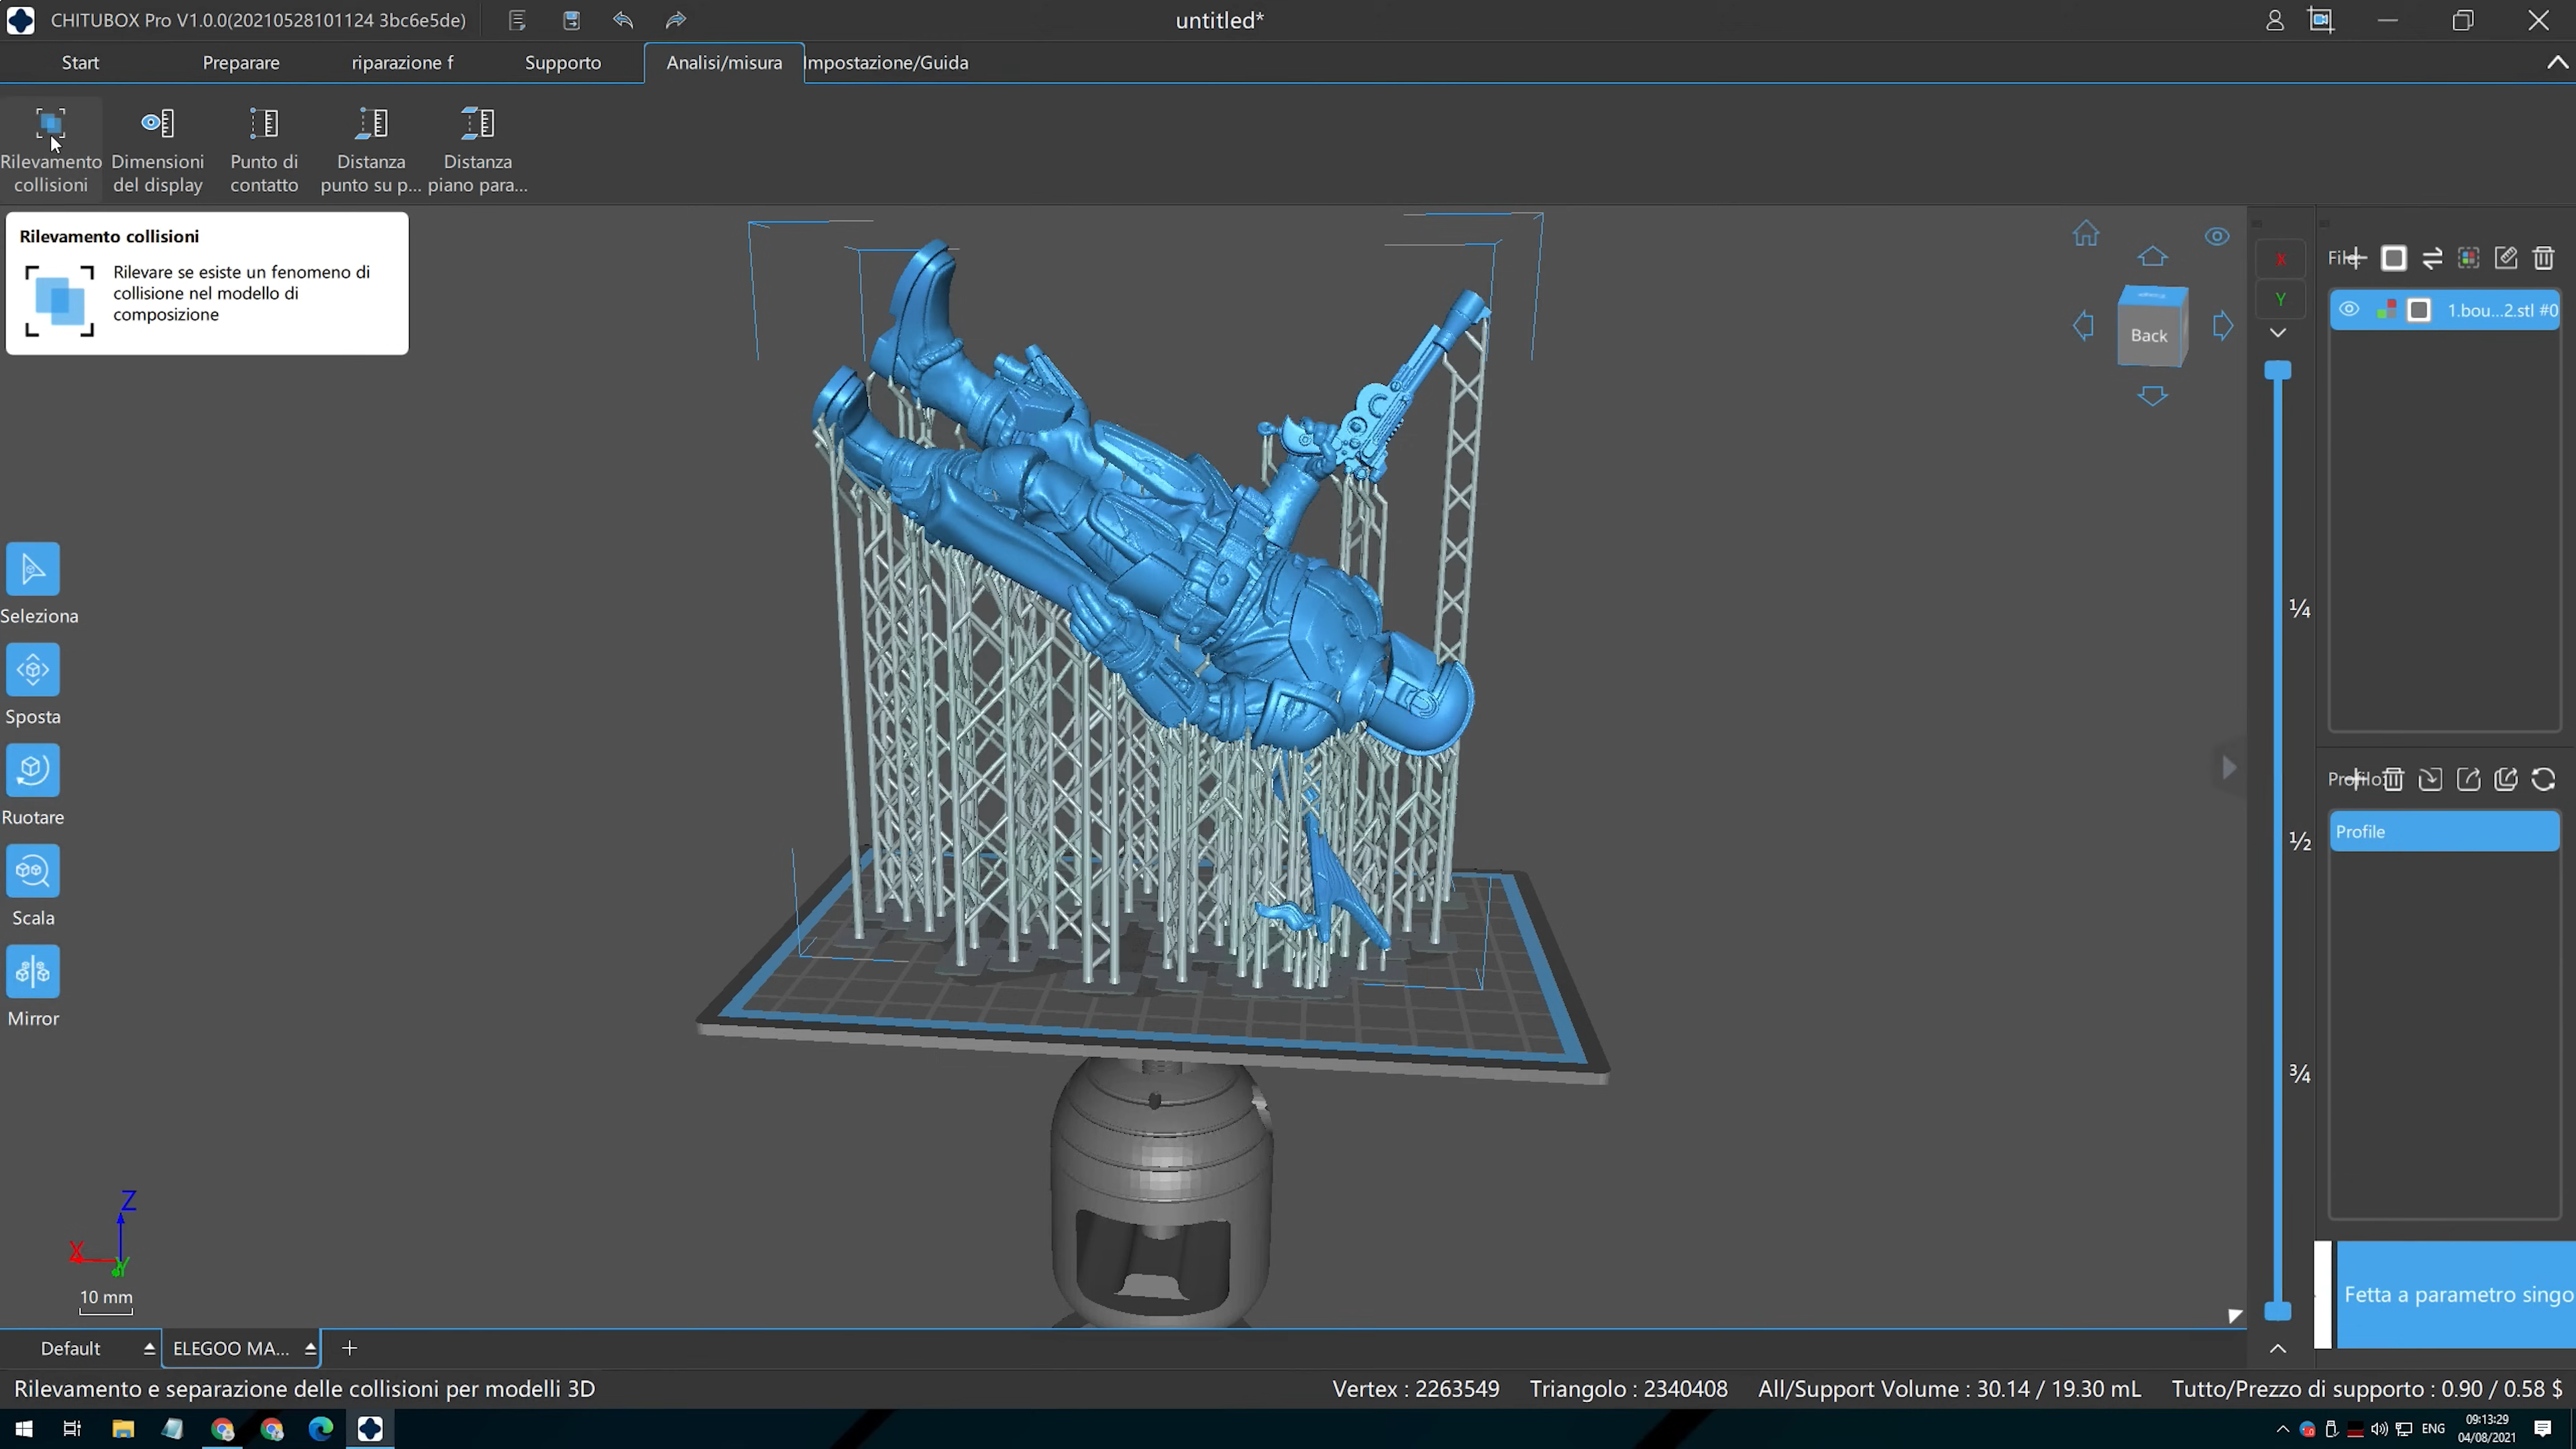 CHITUBOX Pro V1.0.0(20210528101124 3bc6e5de)
untitled*
Start
Preparare
riparazione f
Supporto
Analisi/misura
Impostazione/Guida
Rilevamento collisioni
Dimensioni del display
Punto di contatto
Distanza punto su p...
Distanza piano para...
Rilevamento collisioni
Rilevare se esiste un fenomeno di
collisione nel modello di
composizione
Back
X
Y
1.bou...2.stl #0
Seleziona
Sposta
Ruotare
Scala
Mirror
1/4
1/2
3/4
Profilo
Profile
Fetta a parametro singo
Z
X
Y
10 mm
Default
ELEGOO MA...
Rilevamento e separazione delle collisioni per modelli 3D
Vertex : 2263549
Triangolo : 2340408
All/Support Volume : 30.14 / 19.30 mL
Tutto/Prezzo di supporto : 0.90 / 0.58 $
ENG
09:13:29
04/08/2021